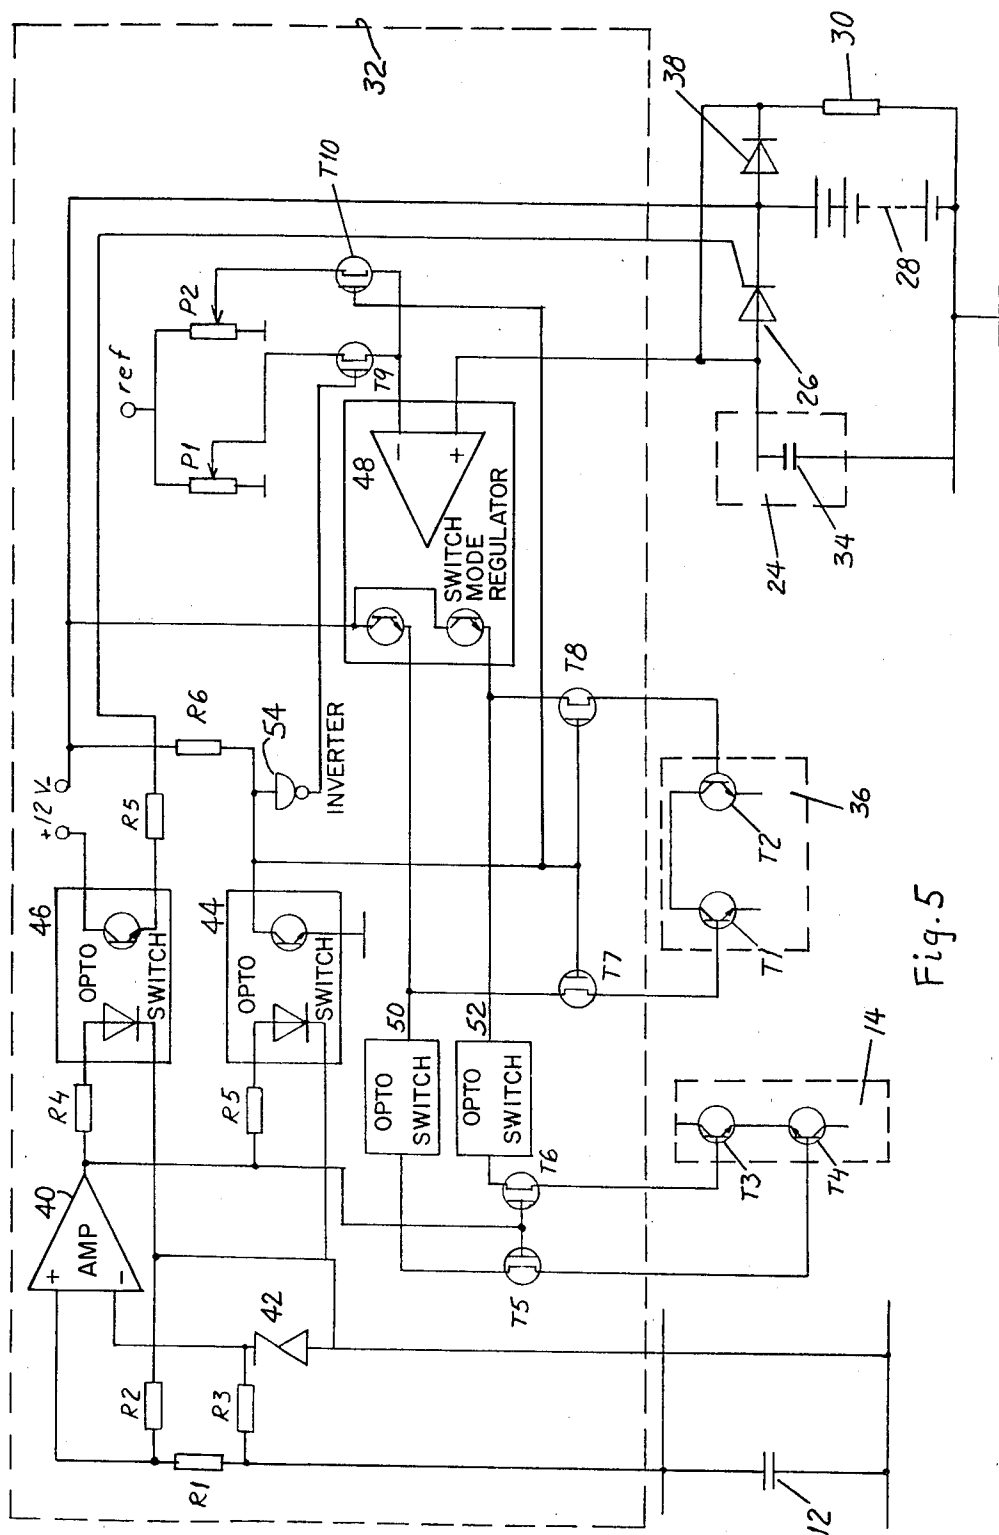 32
+12 V-
ref
P1
P2
T10
T9
R6
R5
46
OPTO
SWITCH
44
OPTO
SWITCH
54
INVERTER
48
-
+
SWITCH
MODE
REGULATOR
R4
R5
40
AMP
+
-
42
R2
R3
R1
50
OPTO
SWITCH
52
OPTO
SWITCH
T6
T5
T7
T8
T2
T1
36
T3
T4
14
12
38
30
28
26
24
34
Fig.5